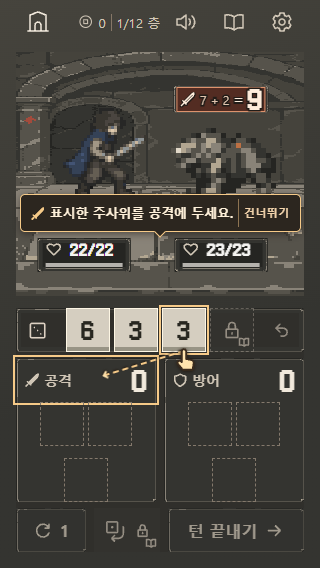 0 1/12 층
7 + 2 = 9
표시한 주사위를 공격에 두세요. 건너뛰기
22/22 23/23
6 3 3
공격 0 방어 0
1 턴 끝내기 →